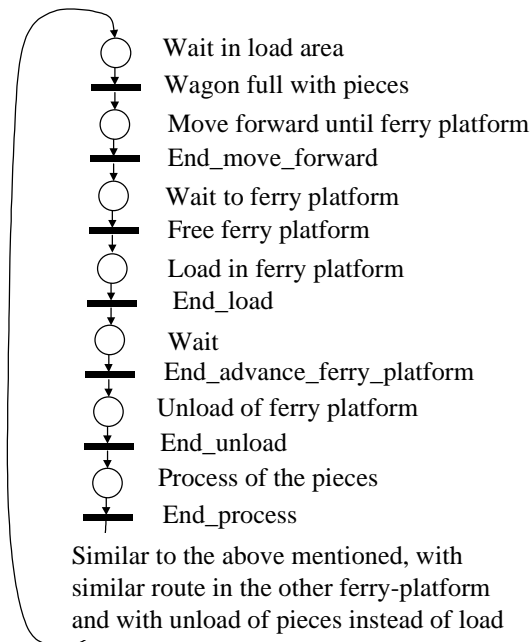 Wait in load area
Wagon full with pieces
Move forward until ferry platform
End_move_forward
Wait to ferry platform
Free ferry platform
Load in ferry platform
End_load
Wait
End_advance_ferry_platform
Unload of ferry platform
End_unload
Process of the pieces
End_process
Similar to the above mentioned, with
similar route in the other ferry-platform
and with unload of pieces instead of load